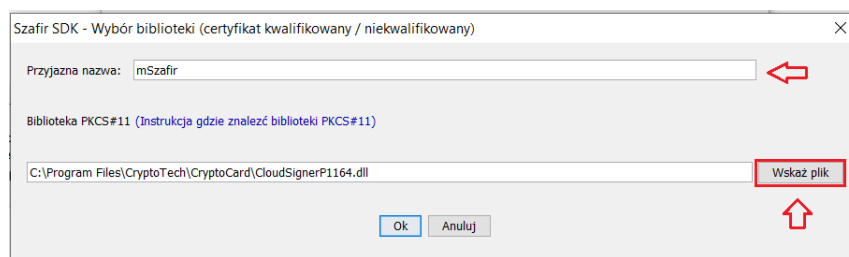 Szafir SDK - Wybór biblioteki (certyfikat kwalifikowany / niekwalifikowany)
Przyjazna nazwa: mSzafir
Biblioteka PKCS#11 (Instrukcja gdzie znaleźć biblioteki PKCS#11)
C:\Program Files\CryptoTech\CryptoCard\CloudSignerP1164.dll Wskaż plik
Ok Anuluj